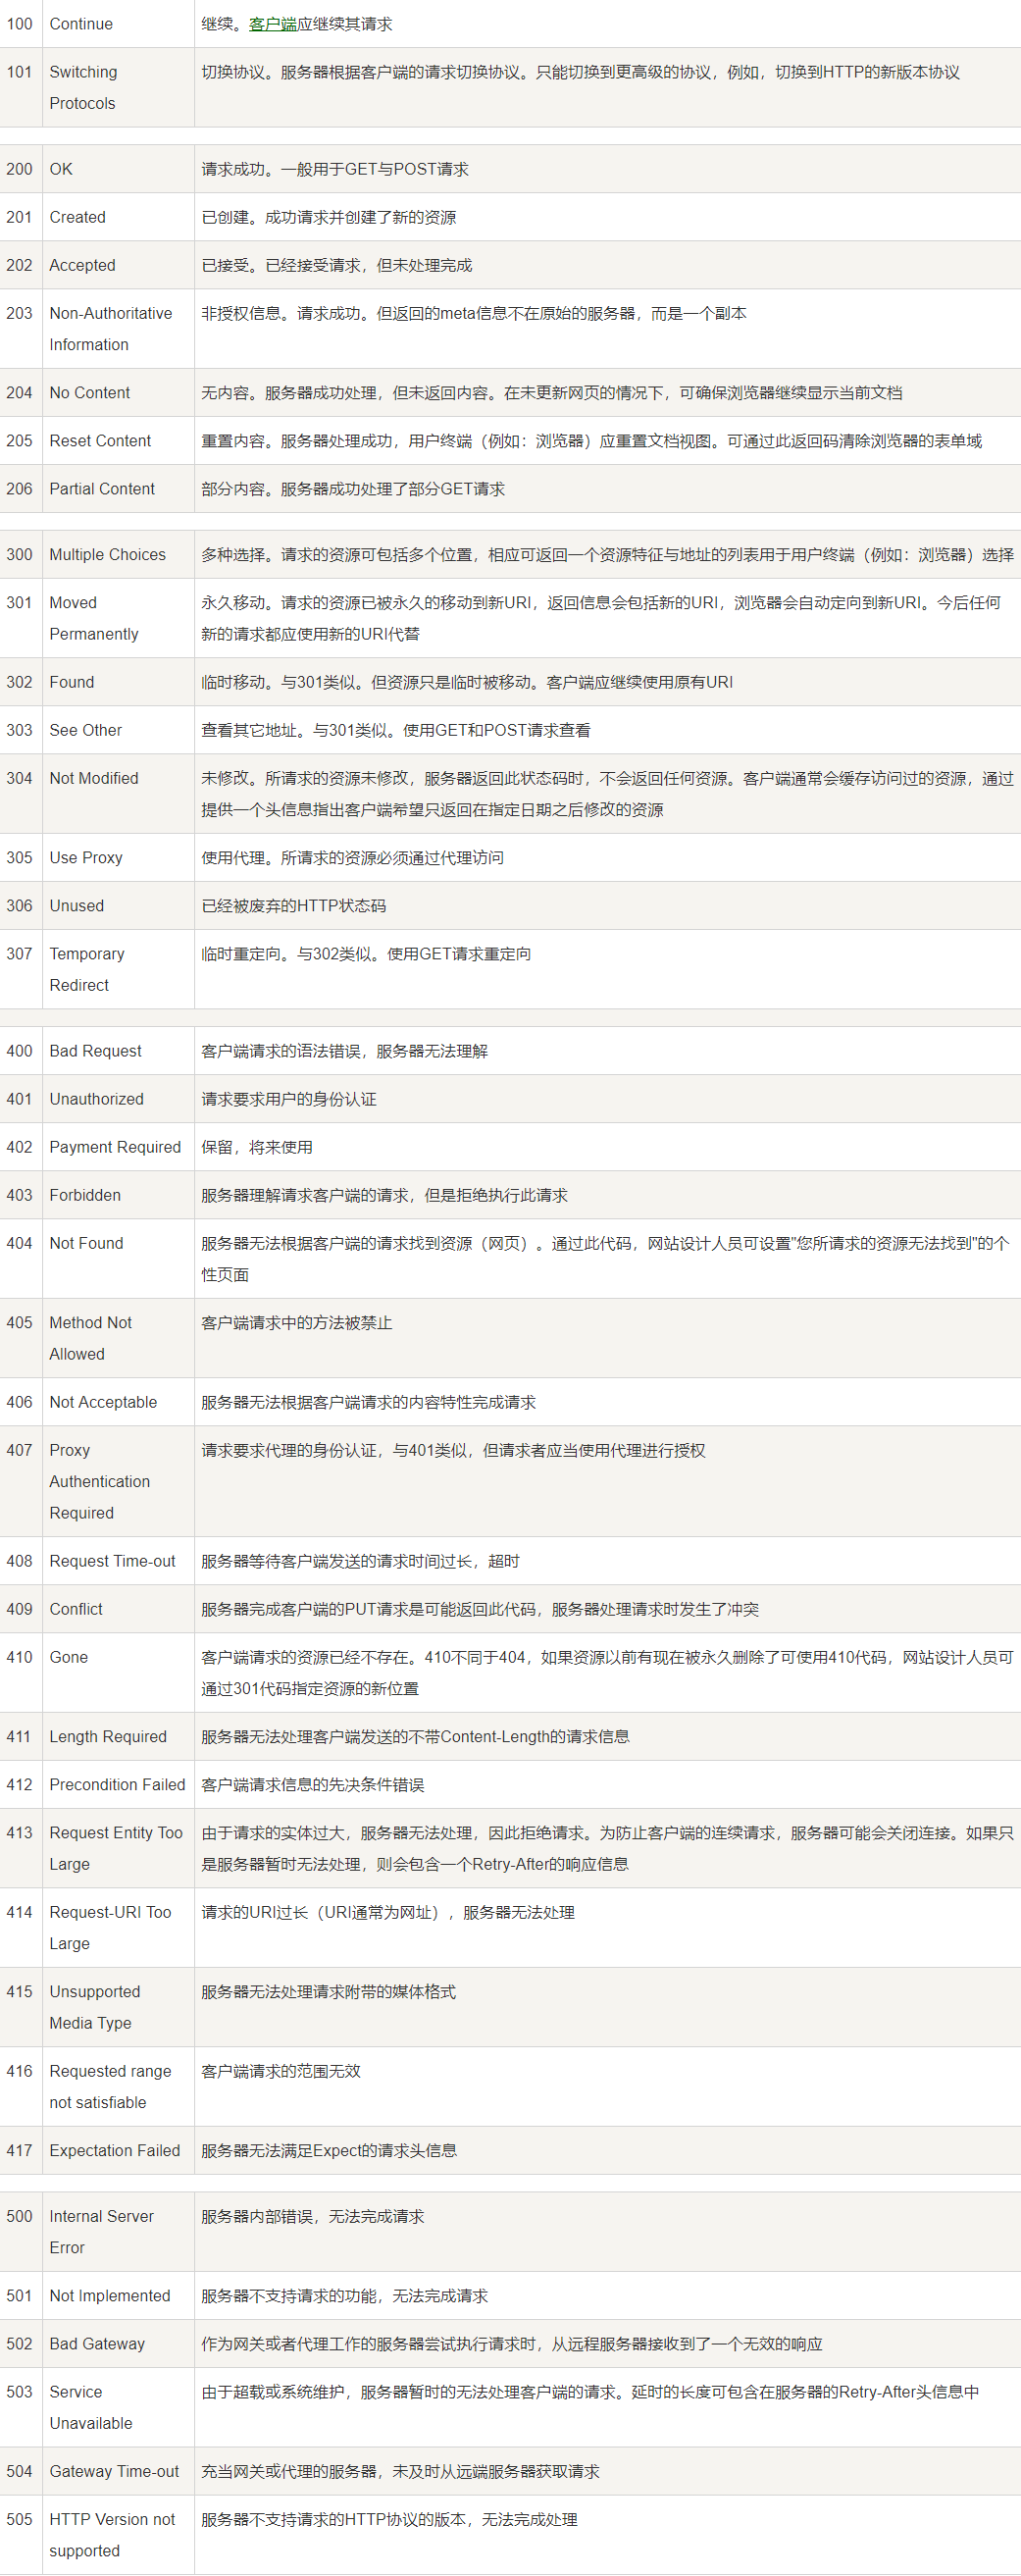 100 Continue 继续。客户端应继续其请求
101 Switching 切换协议。服务器根据客户端的请求切换协议。只能切换到更高级的协议，例如，切换到HTTP的新版本协议
Protocols
200 OK 请求成功。一般用于GET与POST请求
201 Created 已创建。成功请求并创建了新的资源
202 Accepted 已接受。已经接受请求，但未处理完成
203 Non-Authoritative 非授权信息。请求成功。但返回的meta信息不在原始的服务器，而是一个副本
Information
204 No Content 无内容。服务器成功处理，但未返回内容。在未更新网页的情况下，可确保浏览器继续显示当前文档
205 Reset Content 重置内容。服务器处理成功，用户终端（例如：浏览器）应重置文档视图。可通过此返回码清除浏览器的表单域
206 Partial Content 部分内容。服务器成功处理了部分GET请求
300 Multiple Choices 多种选择。请求的资源可包括多个位置，相应可返回一个资源特征与地址的列表用于用户终端（例如：浏览器）选择
301 Moved 永久移动。请求的资源已被永久的移动到新URI，返回信息会包括新的URI，浏览器会自动定向到新URI。今后任何
Permanently 新的请求都应使用新的URI代替
302 Found 临时移动。与301类似。但资源只是临时被移动。客户端应继续使用原有URI
303 See Other 查看其它地址。与301类似。使用GET和POST请求查看
304 Not Modified 未修改。所请求的资源未修改，服务器返回此状态码时，不会返回任何资源。客户端通常会缓存访问过的资源，通过
提供一个头信息指出客户端希望只返回在指定日期之后修改的资源
305 Use Proxy 使用代理。所请求的资源必须通过代理访问
306 Unused 已经被废弃的HTTP状态码
307 Temporary 临时重定向。与302类似。使用GET请求重定向
Redirect
400 Bad Request 客户端请求的语法错误，服务器无法理解
401 Unauthorized 请求要求用户的身份认证
402 Payment Required 保留，将来使用
403 Forbidden 服务器理解请求客户端的请求，但是拒绝执行此请求
404 Not Found 服务器无法根据客户端的请求找到资源（网页）。通过此代码，网站设计人员可设置"您所请求的资源无法找到"的个
性页面
405 Method Not 客户端请求中的方法被禁止
Allowed
406 Not Acceptable 服务器无法根据客户端请求的内容特性完成请求
407 Proxy 请求要求代理的身份认证，与401类似，但请求者应当使用代理进行授权
Authentication
Required
408 Request Time-out 服务器等待客户端发送的请求时间过长，超时
409 Conflict 服务器完成客户端的PUT请求是可能返回此代码，服务器处理请求时发生了冲突
410 Gone 客户端请求的资源已经不存在。410不同于404，如果资源以前有现在被永久删除了可使用410代码，网站设计人员可
通过301代码指定资源的新位置
411 Length Required 服务器无法处理客户端发送的不带Content-Length的请求信息
412 Precondition Failed 客户端请求信息的先决条件错误
413 Request Entity Too 由于请求的实体过大，服务器无法处理，因此拒绝请求。为防止客户端的连续请求，服务器可能会关闭连接。如果只
Large 是服务器暂时无法处理，则会包含一个Retry-After的响应信息
414 Request-URI Too 请求的URI过长（URI通常为网址），服务器无法处理
Large
415 Unsupported 服务器无法处理请求附带的媒体格式
Media Type
416 Requested range 客户端请求的范围无效
not satisfiable
417 Expectation Failed 服务器无法满足Expect的请求头信息
500 Internal Server 服务器内部错误，无法完成请求
Error
501 Not Implemented 服务器不支持请求的功能，无法完成请求
502 Bad Gateway 作为网关或者代理工作的服务器尝试执行请求时，从远程服务器接收到了一个无效的响应
503 Service 由于超载或系统维护，服务器暂时的无法处理客户端的请求。延时的长度可包含在服务器的Retry-After头信息中
Unavailable
504 Gateway Time-out 充当网关或代理的服务器，未及时从远端服务器获取请求
505 HTTP Version not 服务器不支持请求的HTTP协议的版本，无法完成处理
supported